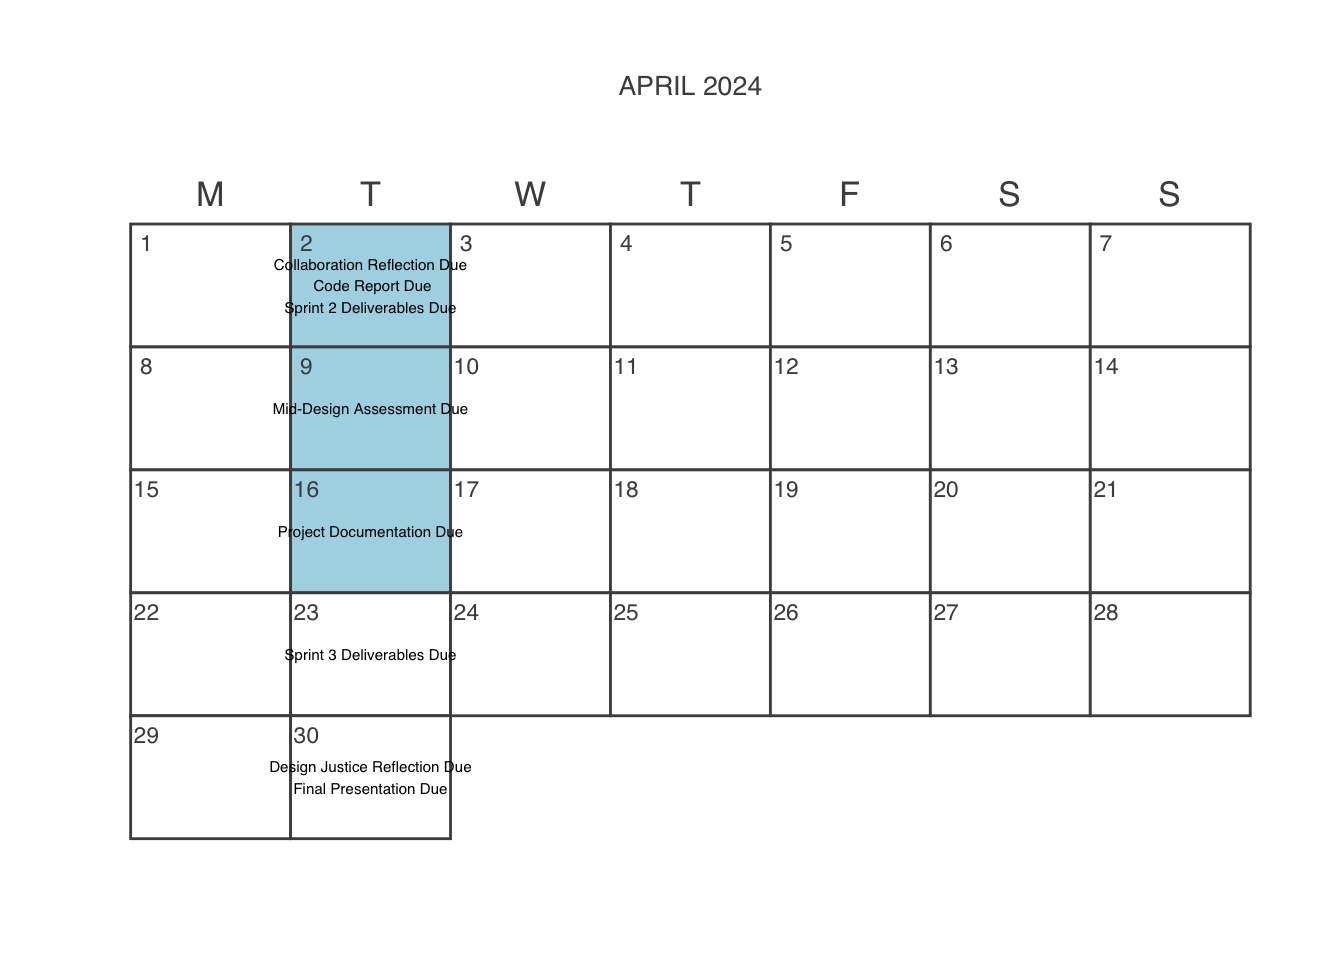 APRIL 2024
M T W T F S S
1 2 3 4 5 6 7
Collaboration Reflection Due
Code Report Due
Sprint 2 Deliverables Due
8 9 10 11 12 13 14
Mid-Design Assessment Due
15 16 17 18 19 20 21
Project Documentation Due
22 23 24 25 26 27 28
Sprint 3 Deliverables Due
29 30
Design Justice Reflection Due
Final Presentation Due